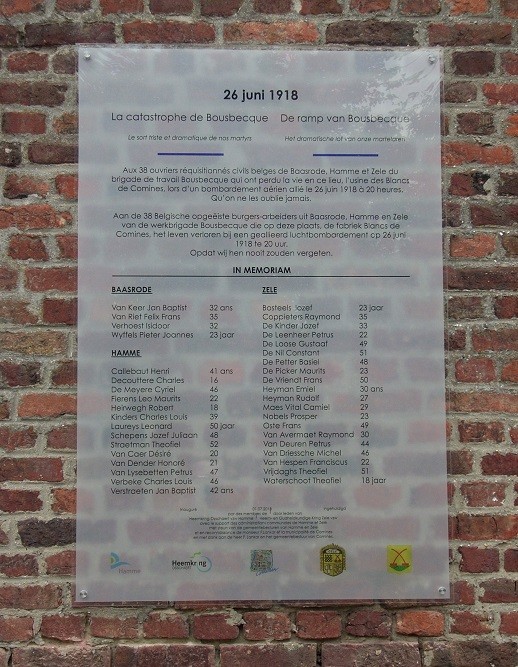 26 juni 1918
La catastrophe de Bousbecque De ramp van Bousbecque
Le sort triste et dramatique de nos martyrs Het dramatische lot van onze martelaren
Aux 38 ouvriers réquisitionnés civils belges de Baasrode, Hamme et Zele du
brigade de travail Bousbecque qui ont perdu la vie en ce lieu, l'usine des Blancs
de Comines, lors d'un bombardement aérien allié le 26 juin 1918 à 20 heures.
Qu'on ne les oublie jamais.
Aan de 38 Belgische opgeëiste burgers-arbeiders uit Baasrode, Hamme en Zele
van de werkbrigade Bousbecque die op deze plaats, de fabriek Blancs de
Comines, het leven verloren bij een geallieerd luchtbombardement op 26 juni
1918 te 20 uur.
Opdat wij hen nooit zouden vergeten.
IN MEMORIAM
BAASRODE
Van Keer Jan Baptist 32 ans
Van Riet Felix Frans 35
Verhoest Isidoor 32
Wyffels Pieter Joannes 23 jaar
HAMME
Callebaut Henri 41 ans
Decouttere Charles 16
De Meyere Cyriel 46
Fierens Leo Maurits 22
Heirwegh Robert 18
Kinders Charles Louis 39
Laureys Leonard 50 jaar
Schepens Jozef Juliaan 48
Straetman Theofiel 52
Van Caer Désiré 20
Van Dender Honoré 21
Van Lysebetten Petrus 45
Verbeke Charles Louis 46
Verstraeten Jan Baptist 42 ans
ZELE
Bosteels Jozef 23 jaar
Coppieters Raymond 35
De Kinder Jozef 33
De Leenheer Petrus 22
De Loose Gustaaf 49
De Nil Constant 51
De Petter Basiel 48
De Picker Maurits 23
De Vriendt Frans 50
Heyman Emiel 30 ans
Heyman Rudolf 27
Maes Vital Camiel 29
Nobels Prosper 23
Oste Frans 49
Van Avermaet Raymond 30
Van Deuren Petrus 44
Van Driessche Michel 46
Van Hespen Franciscus 22
Vrijdaghs Theofiel 51
Waterschoot Theofiel 18 jaar
Hamme
Heemkring